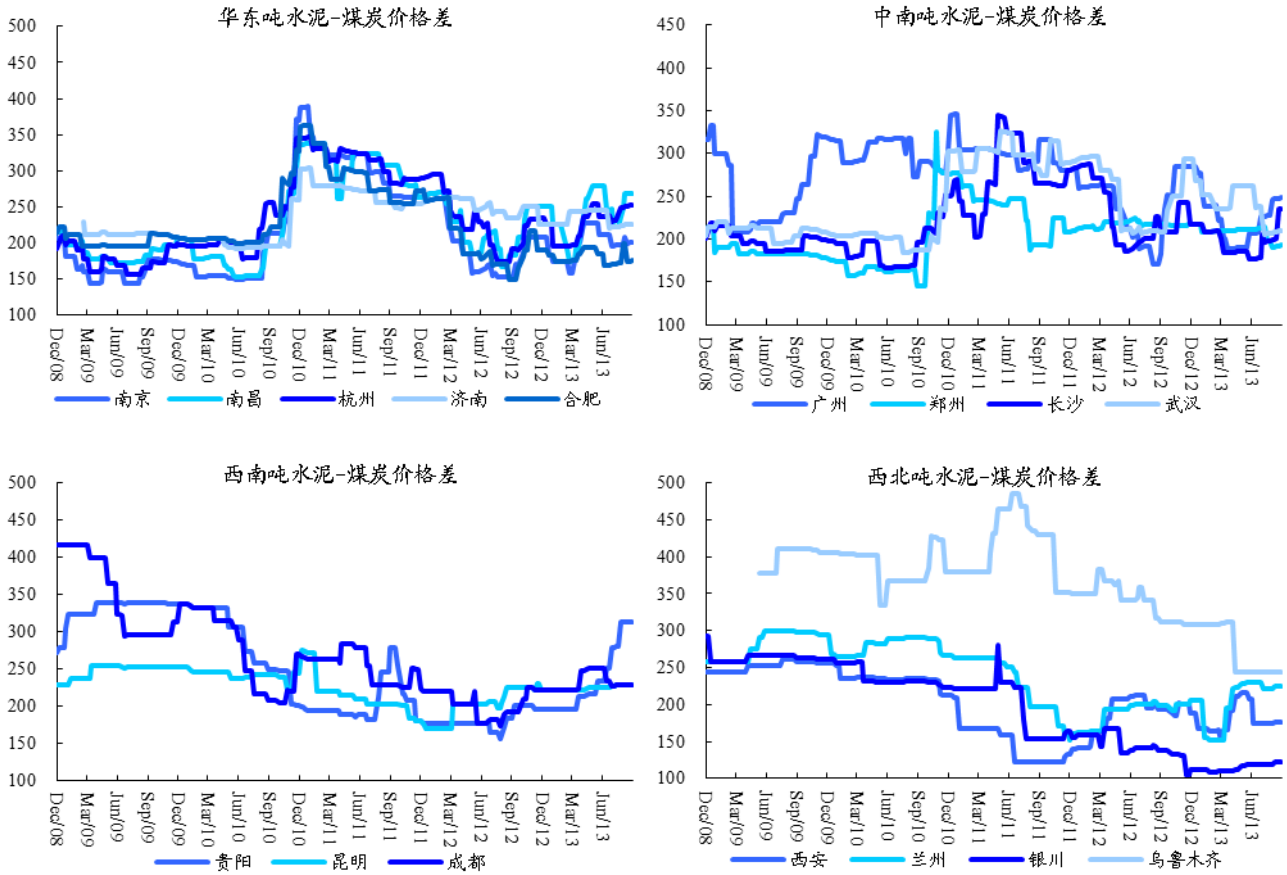 华东吨水泥-煤炭价格差
500
450
400
350
300
250
200
150
100
Dec/08
Mar/09
Jun/09
Sep/09
Dec/09
Mar/10
Jun/10
Sep/10
Dec/10
Mar/11
Jun/11
Sep/11
Dec/11
Mar/12
Jun/12
Sep/12
Dec/12
Mar/13
Jun/13
南京 南昌 杭州 济南 合肥
中南吨水泥-煤炭价格差
450
400
350
300
250
200
150
100
Dec/08
Mar/09
Jun/09
Sep/09
Dec/09
Mar/10
Jun/10
Sep/10
Dec/10
Mar/11
Jun/11
Sep/11
Dec/11
Mar/12
Jun/12
Sep/12
Dec/12
Mar/13
Jun/13
广州 郑州 长沙 武汉
西南吨水泥-煤炭价格差
500
450
400
350
300
250
200
150
100
Dec/08
Mar/09
Jun/09
Sep/09
Dec/09
Mar/10
Jun/10
Sep/10
Dec/10
Mar/11
Jun/11
Sep/11
Dec/11
Mar/12
Jun/12
Sep/12
Dec/12
Mar/13
Jun/13
贵阳 昆明 成都
西北吨水泥-煤炭价格差
500
450
400
350
300
250
200
150
100
Dec/08
Mar/09
Jun/09
Sep/09
Dec/09
Mar/10
Jun/10
Sep/10
Dec/10
Mar/11
Jun/11
Sep/11
Dec/11
Mar/12
Jun/12
Sep/12
Dec/12
Mar/13
Jun/13
西安 兰州 银川 乌鲁木齐